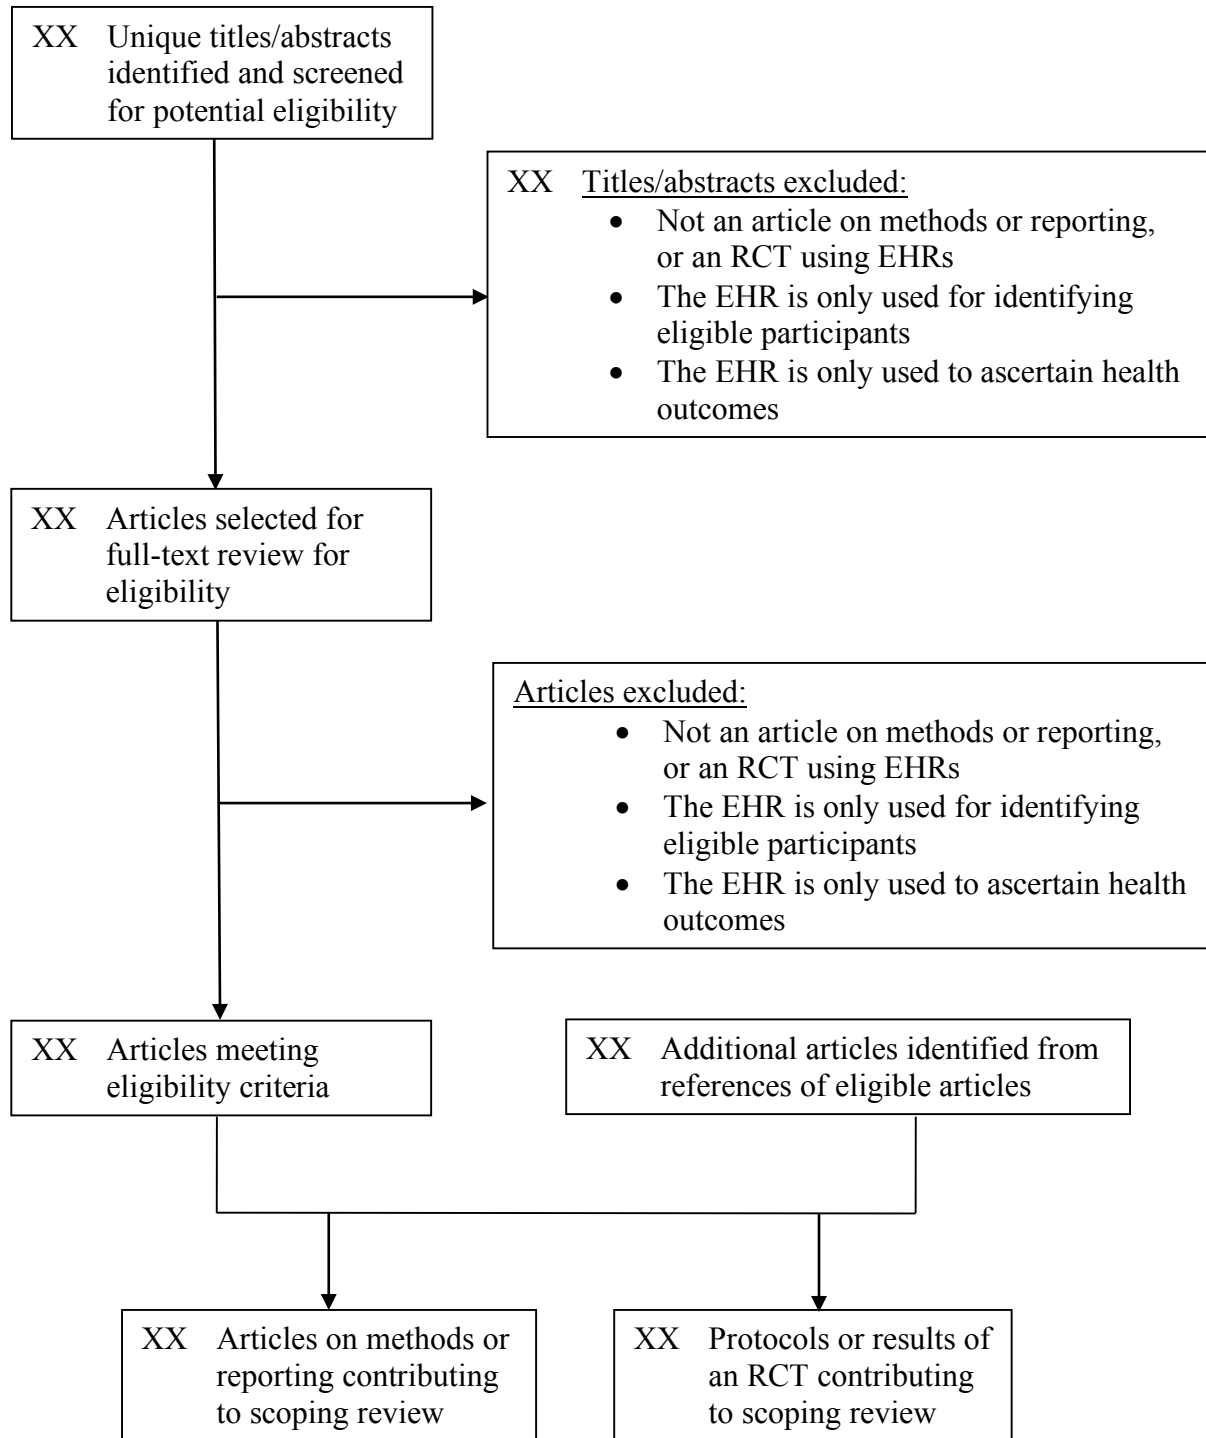 XX Unique titles/abstracts
identified and screened
for potential eligibility
XX Titles/abstracts excluded:
• Not an article on methods or reporting,
or an RCT using EHRs
• The EHR is only used for identifying
eligible participants
• The EHR is only used to ascertain health
outcomes
XX Articles selected for
full-text review for
eligibility
Articles excluded:
• Not an article on methods or reporting,
or an RCT using EHRs
• The EHR is only used for identifying
eligible participants
• The EHR is only used to ascertain health
outcomes
XX Articles meeting
eligibility criteria
XX Additional articles identified from
references of eligible articles
XX Articles on methods or
reporting contributing
to scoping review
XX Protocols or results of
an RCT contributing
to scoping review